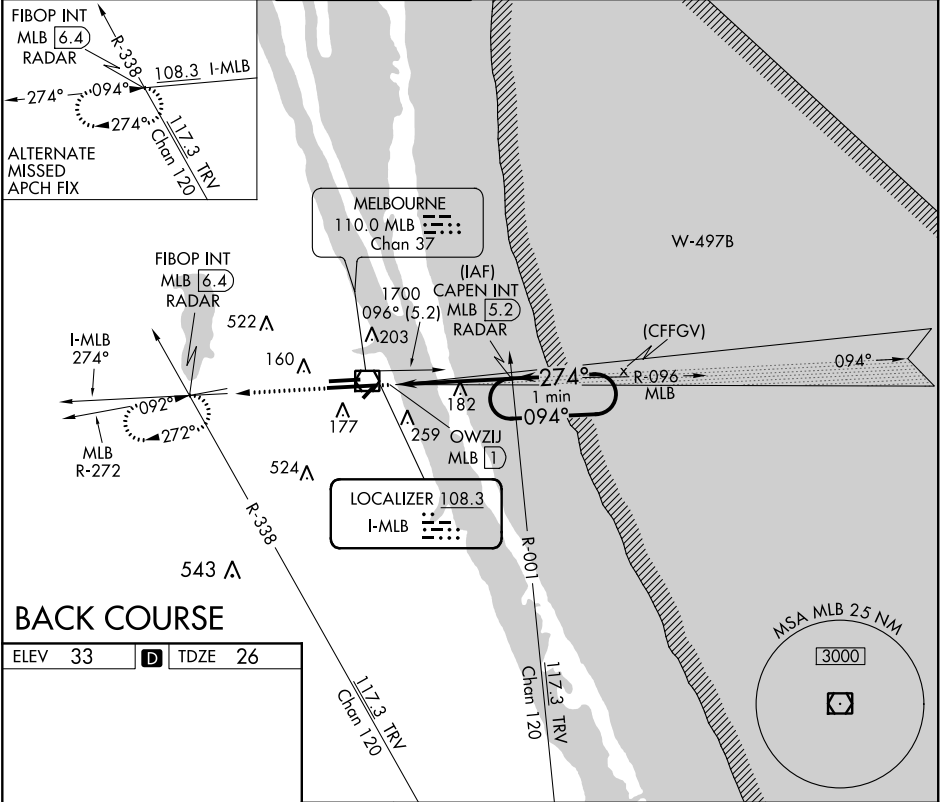 FIBOP INT
MLB 6.4
RADAR
R-338
108.3 I-MLB
274°
094°
274°
117.3 TRV
Chan 120
ALTERNATE
MISSED
APCH FIX
MELBOURNE
110.0 MLB
Chan 37
W-497B
FIBOP INT
MLB 6.4
RADAR
(IAF)
CAPEN INT
MLB 5.2
RADAR
1700
096° (5.2)
(CFFGV)
522
203
160
I-MLB
274°
094°
274°
R-096
MLB
1 min
094°
182
092°
272°
177
259
OWZIJ
MLB 1
MLB
R-272
524
LOCALIZER 108.3
I-MLB
R-338
R-001
543
BACK COURSE
MSA MLB 25 NM
3000
ELEV 33 D TDZE 26
117.3 TRV
Chan 120
117.3 TRV
Chan 120